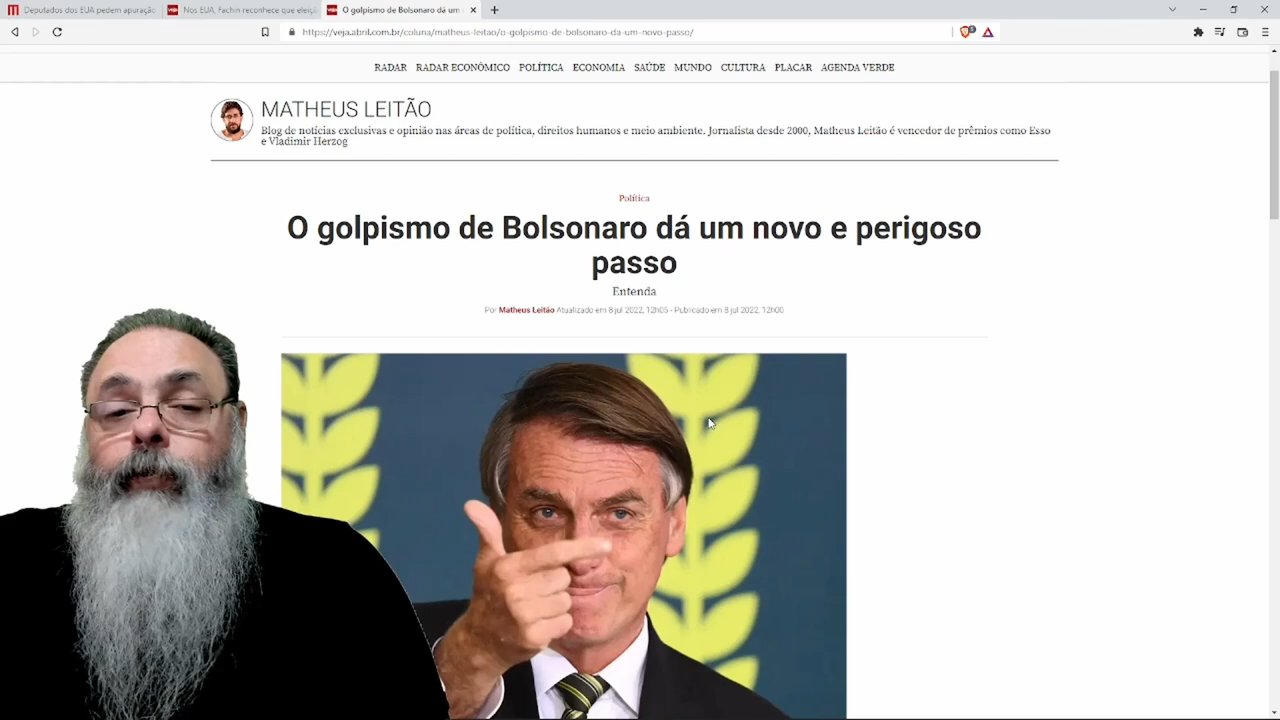 Deputados dos EUA pedem apuração
Nos EUA, Fachin reconhece que eleiçã
O golpismo de Bolsonaro dá um
https://veja.abril.com.br/coluna/matheus-leitao/o-golpismo-de-bolsonaro-da-um-novo-passo/
RADAR RADAR ECONÔMICO POLÍTICA ECONOMIA SAÚDE MUNDO CULTURA PLACAR AGENDA VERDE
MATHEUS LEITÃO
Blog de notícias exclusivas e opinião nas áreas de política, direitos humanos e meio ambiente. Jornalista desde 2000, Matheus Leitão é vencedor de prêmios como Esso
e Vladimir Herzog
Política
O golpismo de Bolsonaro dá um novo e perigoso
passo
Entenda
Por Matheus Leitão Atualizado em 8 jul 2022, 12h05 - Publicado em 8 jul 2022, 12h00